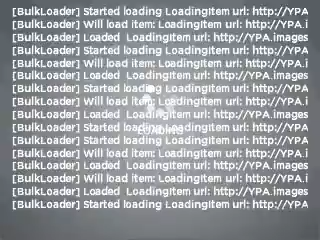 [BulkLoader] Started loading LoadingItem url: http://YPA
[BulkLoader] Will load item: LoadingItem url: http://YPA.i
[BulkLoader] Loaded  LoadingItem url: http://YPA.images
[BulkLoader] Started loading LoadingItem url: http://YPA
[BulkLoader] Will load item: LoadingItem url: http://YPA.i
[BulkLoader] Loaded  LoadingItem url: http://YPA.images
[BulkLoader] Started loading LoadingItem url: http://YPA
[BulkLoader] Will load item: LoadingItem url: http://YPA.i
[BulkLoader] Loaded  LoadingItem url: http://YPA.images
[BulkLoader] Started loading LoadingItem url: http://YPA
[BulkLoader] Started loading LoadingItem url: http://YPA
[BulkLoader] Will load item: LoadingItem url: http://YPA.i
[BulkLoader] Loaded  LoadingItem url: http://YPA.images
[BulkLoader] Will load item: LoadingItem url: http://YPA.i
[BulkLoader] Loaded  LoadingItem url: http://YPA.images
[BulkLoader] Started loading LoadingItem url: http://YPA